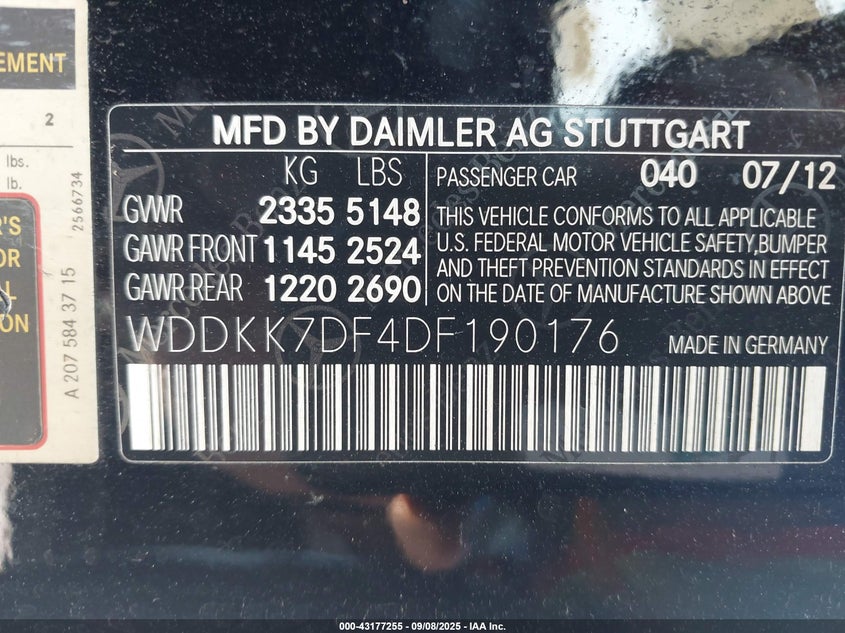 EMENT
2
lbs.
lb.
R'S
OR
L
ION
2566734
A 207 584 37 15
MFD BY DAIMLER AG STUTTGART
KG LBS
GVWR 2335 5148
GAWR FRONT 1145 2524
GAWR REAR 1220 2690
PASSENGER CAR 040 07/12
THIS VEHICLE CONFORMS TO ALL APPLICABLE
U.S. FEDERAL MOTOR VEHICLE SAFETY,BUMPER
AND THEFT PREVENTION STANDARDS IN EFFECT
ON THE DATE OF MANUFACTURE SHOWN ABOVE
WDDKK7DF4DF190176 MADE IN GERMANY
000-43177255 - 09/08/2025 - IAA Inc.